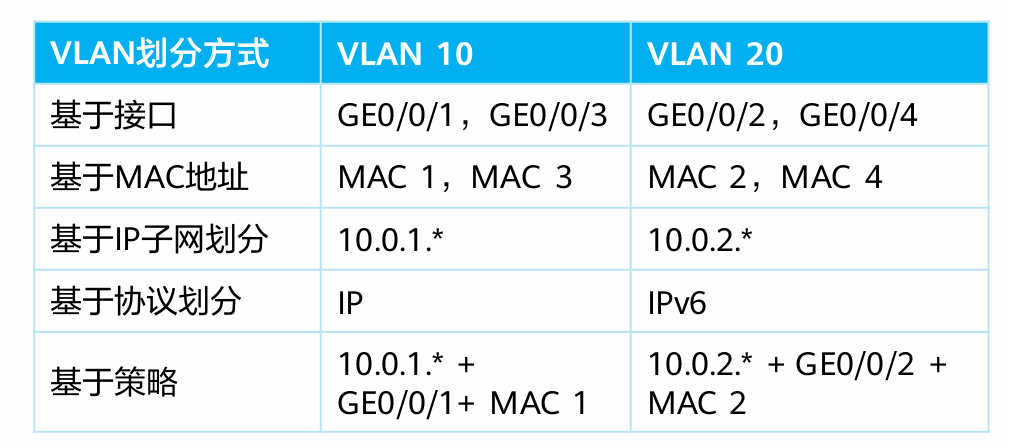 VLAN划分方式 VLAN 10 VLAN 20
基于接口 GE0/0/1，GE0/0/3 GE0/0/2，GE0/0/4
基于MAC地址 MAC 1，MAC 3 MAC 2，MAC 4
基于IP子网划分 10.0.1.* 10.0.2.*
基于协议划分 IP IPv6
基于策略
10.0.1.* +
GE0/0/1+ MAC 1
10.0.2.* + GE0/0/2 +
MAC 2